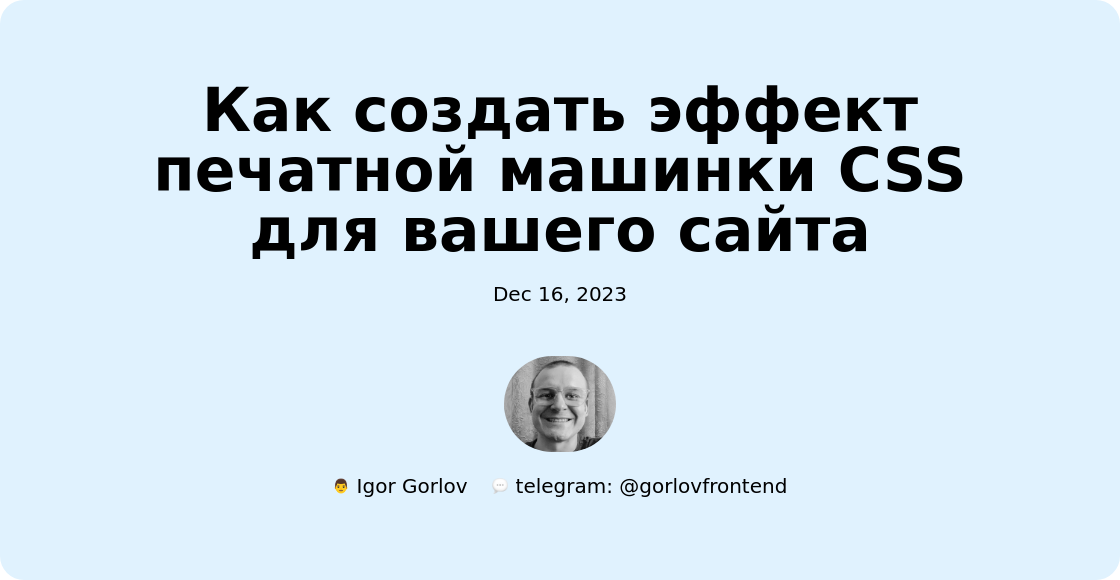 Как создать эффект
печатной машинки CSS
для вашего сайта
Dec 16, 2023
Igor Gorlov telegram: @gorlovfrontend